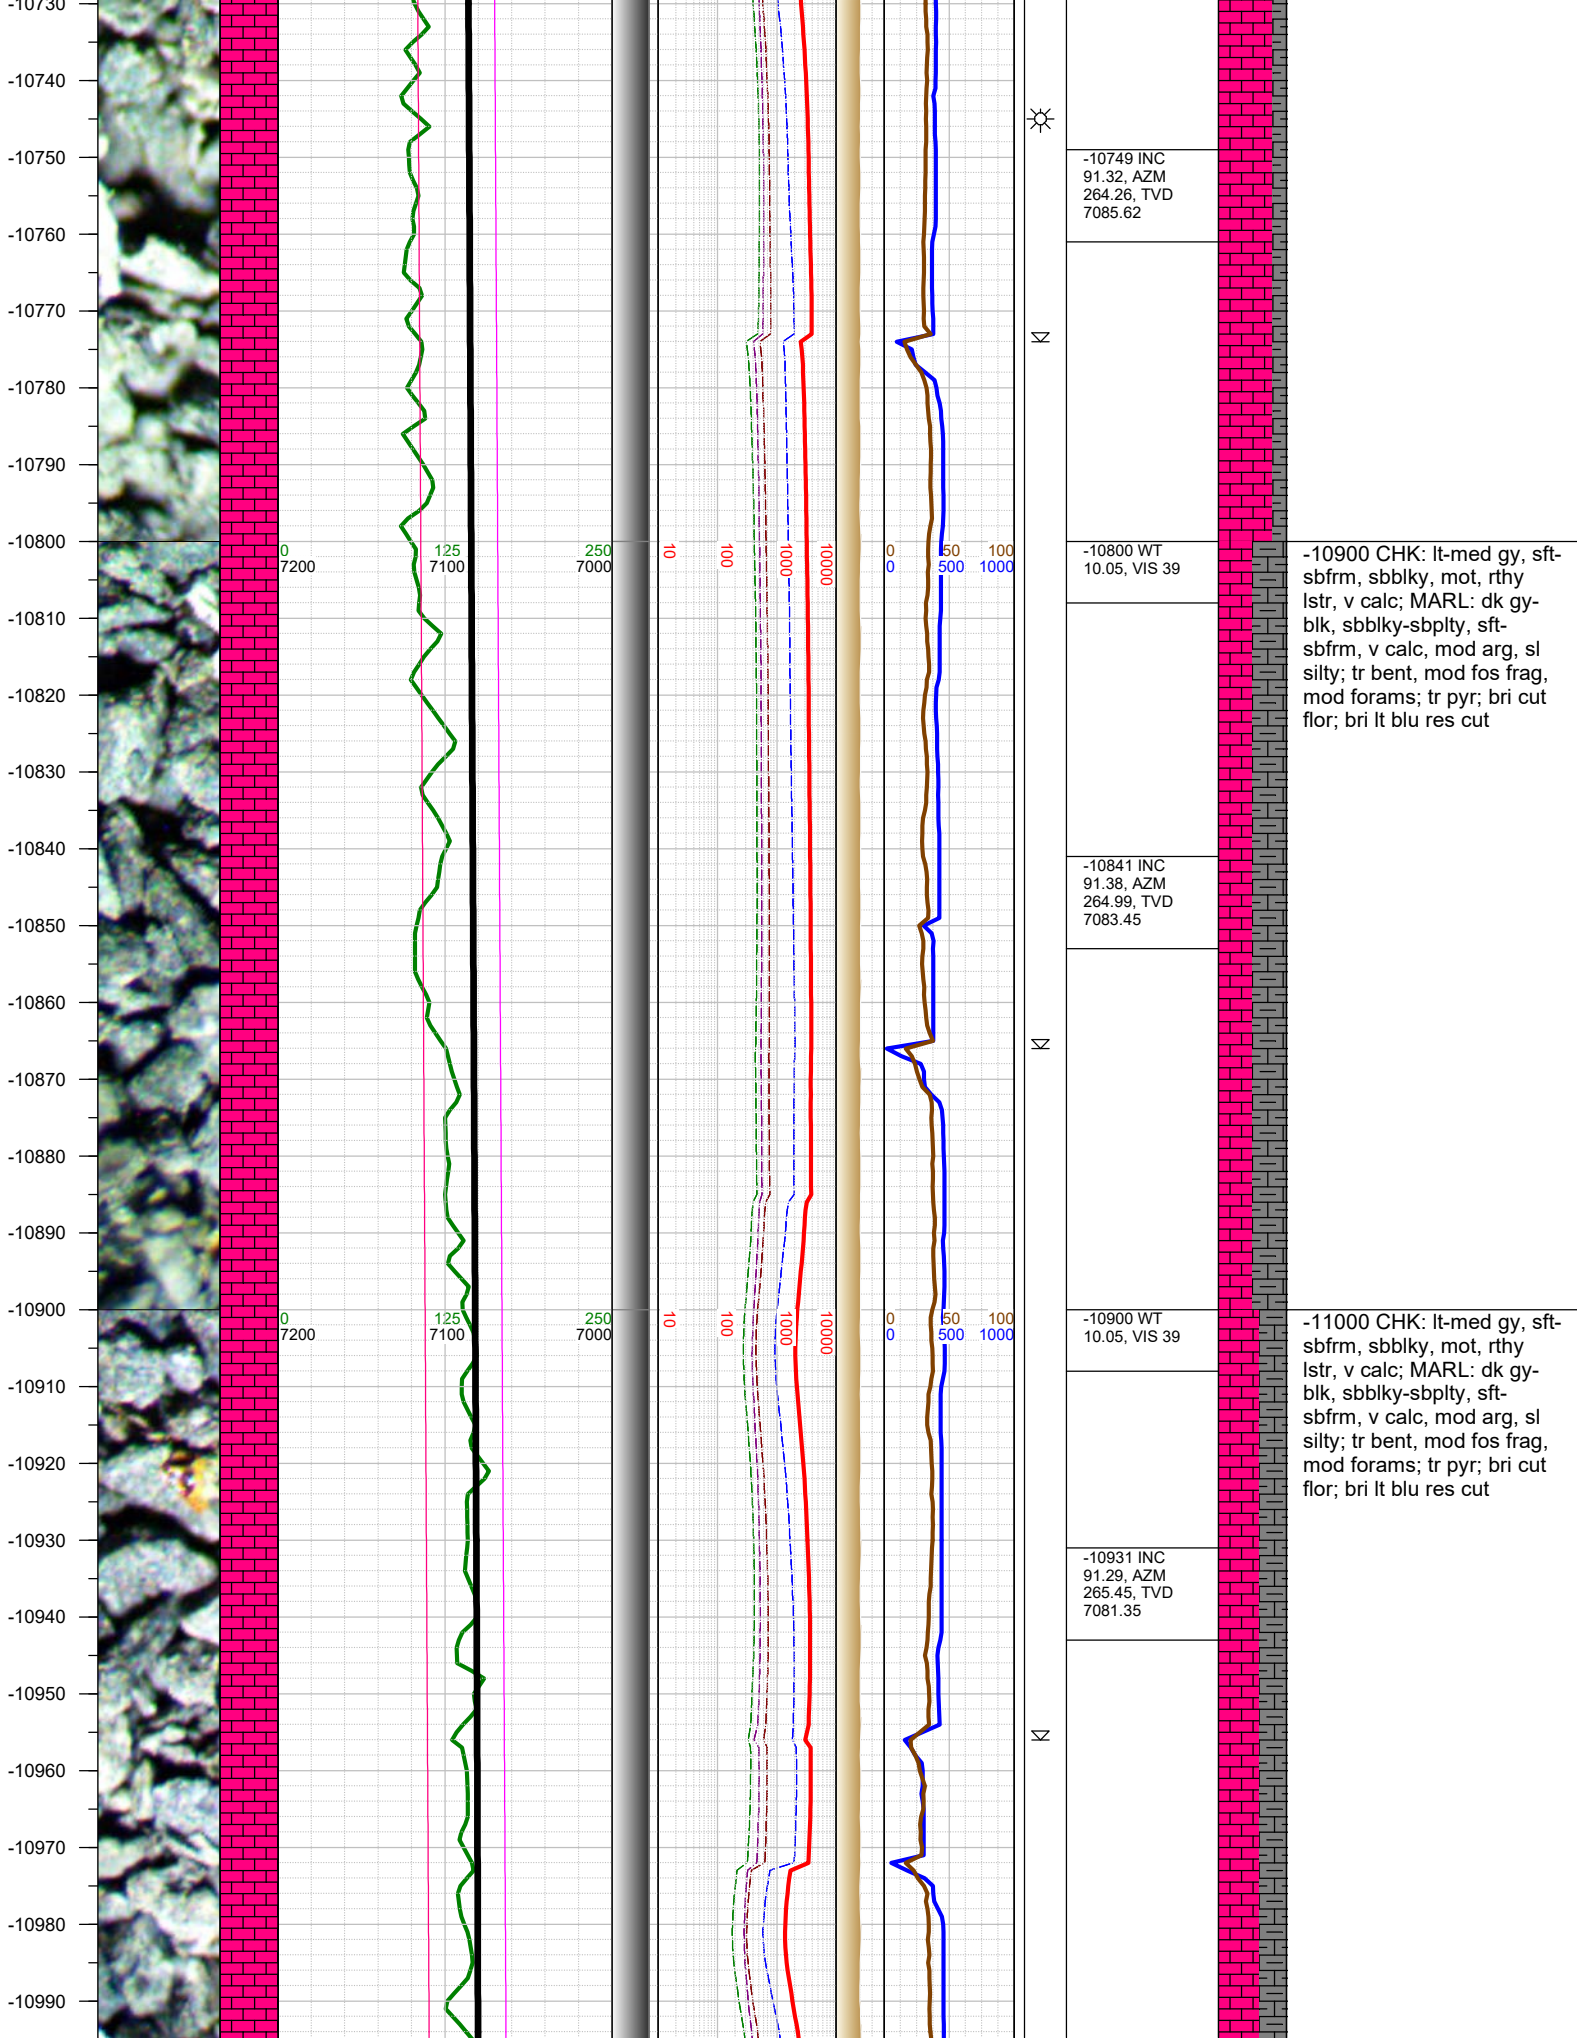 -10730
-10740
-10750
-10749 INC
91.32, AZM
264.26, TVD
7085.62
-10760
-10770
-10780
-10790
-10800
0 125 250
7200 7100 7000
10 100 1000 10000
0 50 100
0 500 1000
-10800 WT
10.05, VIS 39
-10900 CHK: lt-med gy, sft-
sbfrm, sbblky, mot, rthy
lstr, v calc; MARL: dk gy-
blk, sbblky-sbplty, sft-
sbfrm, v calc, mod arg, sl
silty; tr bent, mod fos frag,
mod forams; tr pyr; bri cut
flor; bri lt blu res cut
-10810
-10820
-10830
-10840
-10841 INC
91.38, AZM
264.99, TVD
7083.45
-10850
-10860
-10870
-10880
-10890
-10900
0 125 250
7200 7100 7000
10 100 1000 10000
0 50 100
0 500 1000
-10900 WT
10.05, VIS 39
-11000 CHK: lt-med gy, sft-
sbfrm, sbblky, mot, rthy
lstr, v calc; MARL: dk gy-
blk, sbblky-sbplty, sft-
sbfrm, v calc, mod arg, sl
silty; tr bent, mod fos frag,
mod forams; tr pyr; bri cut
flor; bri lt blu res cut
-10910
-10920
-10930
-10931 INC
91.29, AZM
265.45, TVD
7081.35
-10940
-10950
-10960
-10970
-10980
-10990